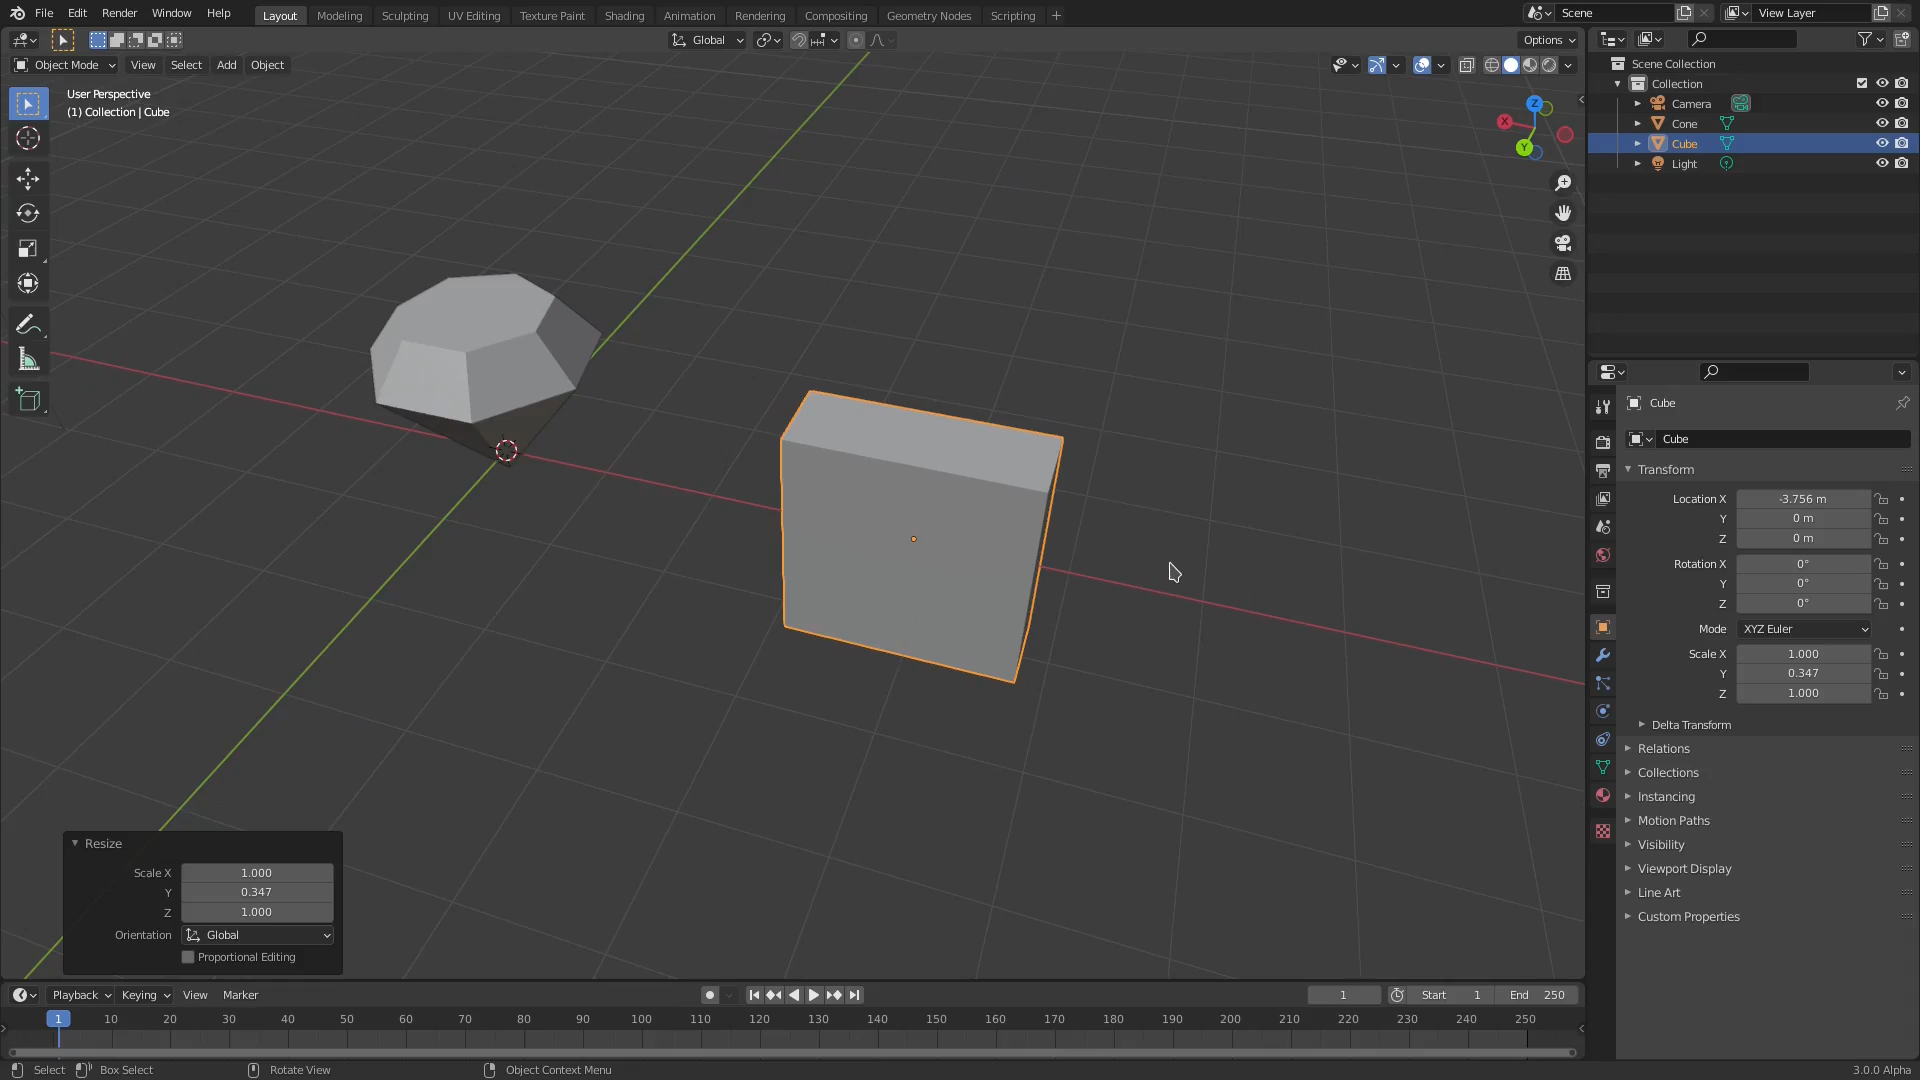 File Edit Render Window Help Layout Modeling Sculpting UV Editing Texture Paint Shading Animation Rendering Compositing Geometry Nodes Scripting + Scene View Layer
Global Options
Object Mode View Select Add Object
User Perspective
(1) Collection | Cube
Z
X
Y
Scene Collection
Collection
Camera
Cone
Cube
Light
Cube
Cube
Transform
Location X -3.756 m
Y 0 m
Z 0 m
Rotation X 0°
Y 0°
Z 0°
Mode XYZ Euler
Scale X 1.000
Y 0.347
Z 1.000
Delta Transform
Relations
Collections
Instancing
Motion Paths
Visibility
Viewport Display
Line Art
Custom Properties
Resize
Scale X 1.000
Y 0.347
Z 1.000
Orientation Global
Proportional Editing
Playback Keying View Marker 1 Start 1 End 250
1 10 20 30 40 50 60 70 80 90 100 110 120 130 140 150 160 170 180 190 200 210 220 230 240 250
Select Box Select Rotate View Object Context Menu 3.0.0 Alpha